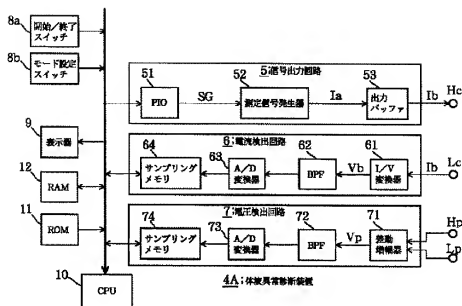 8a
開始／終了
スイッチ
8b
モード設定
スイッチ
9
表示器
12
RAM
11
ROM
10
CPU
5;信号出力回路
51
PIO
SG
52
測定信号発生器
Ia
53
出力
バッファ
Ib
Hc
6;電流検出回路
64
サンプリング
メモリ
63
A/D
変換器
62
BPF
Vb
61
I/V
変換器
Ib
Lc
7;電圧検出回路
74
サンプリング
メモリ
73
A/D
変換器
72
BPF
Vp
71
差動
増幅器
Hp
Lp
4A;体液異常診断装置